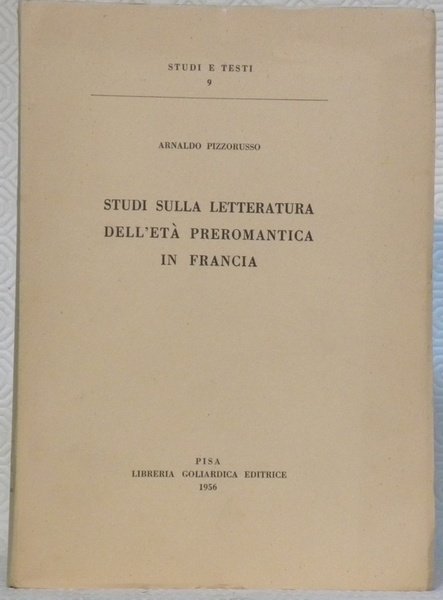 STUDI E TESTI
9
ARNALDO PIZZORUSSO
STUDI SULLA LETTERATURA
DELL'ETÀ PREROMANTICA
IN FRANCIA
PISA
LIBRERIA GOLIARDICA EDITRICE
1956